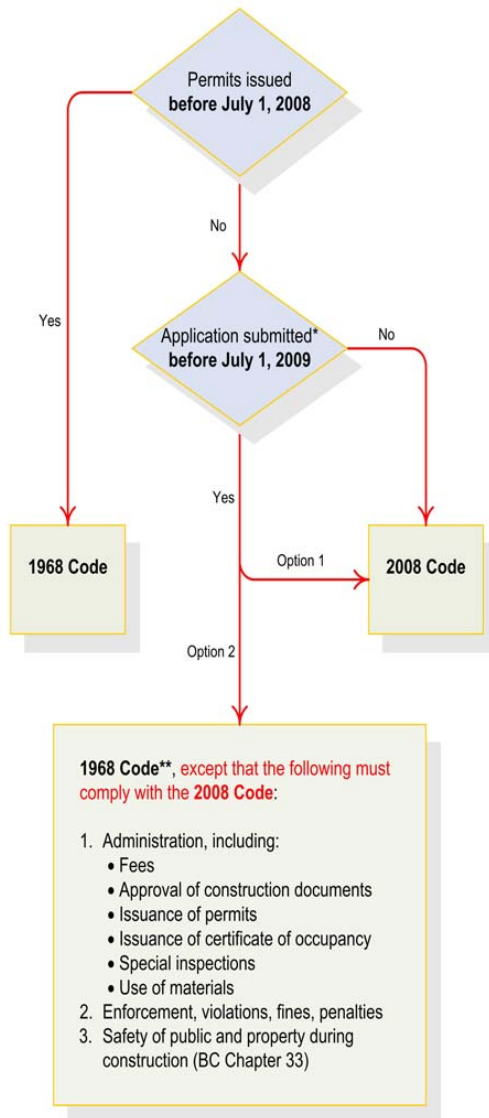 Permits issued
before July 1, 2008
No
Yes
Application submitted*
before July 1, 2009
No
Yes
1968 Code
Option 1
2008 Code
Option 2
1968 Code**, except that the following must
comply with the 2008 Code:
1. Administration, including:
• Fees
• Approval of construction documents
• Issuance of permits
• Issuance of certificate of occupancy
• Special inspections
• Use of materials
2. Enforcement, violations, fines, penalties
3. Safety of public and property during
construction (BC Chapter 33)